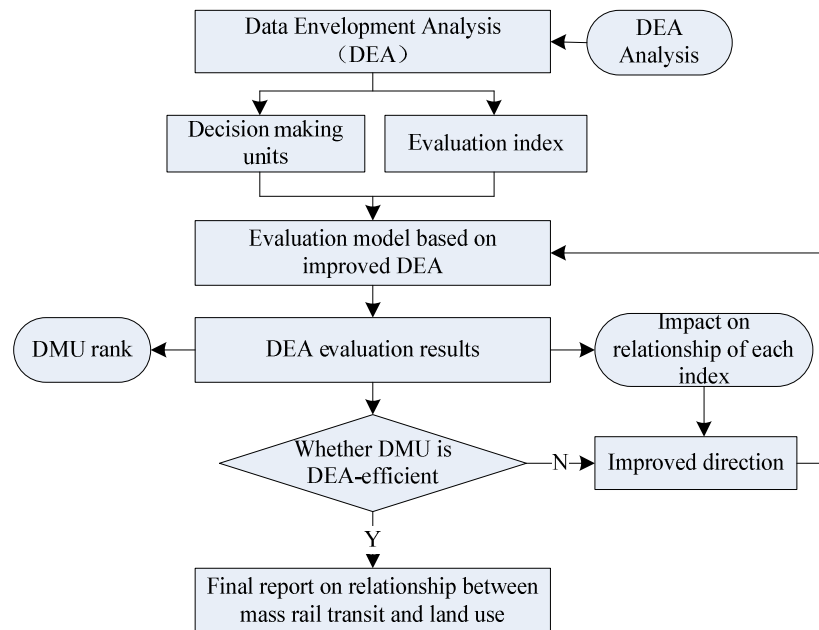 Data Envelopment Analysis
（DEA）
DEA
Analysis
Decision making
units
Evaluation index
Evaluation model based on
improved DEA
DMU rank
DEA evaluation results
Impact on
relationship of each
index
Whether DMU is
DEA-efficient
N
Improved direction
Y
Final report on relationship between
mass rail transit and land use